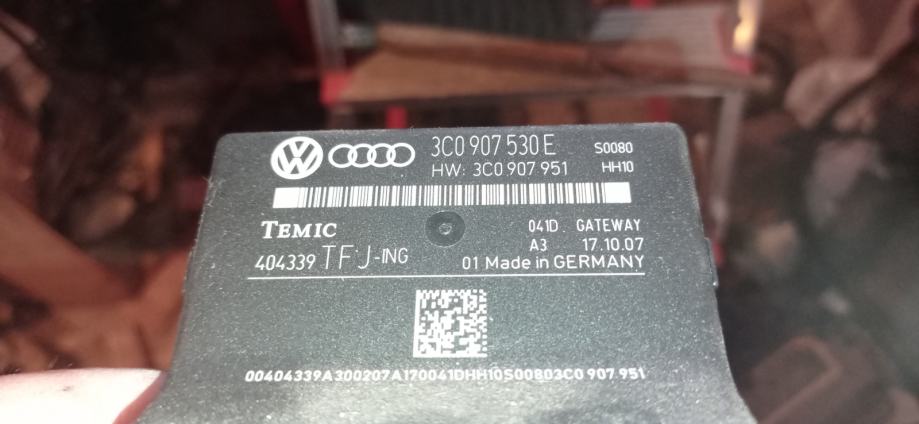 3C0 907 530 E S0080
HW: 3C0 907 951 HH10
TEMIC 041D. GATEWAY
A3 17.10.07
404339 TFJ-ING 01 Made in GERMANY
00404339A300207A170041DHH10S00803C0 907 951